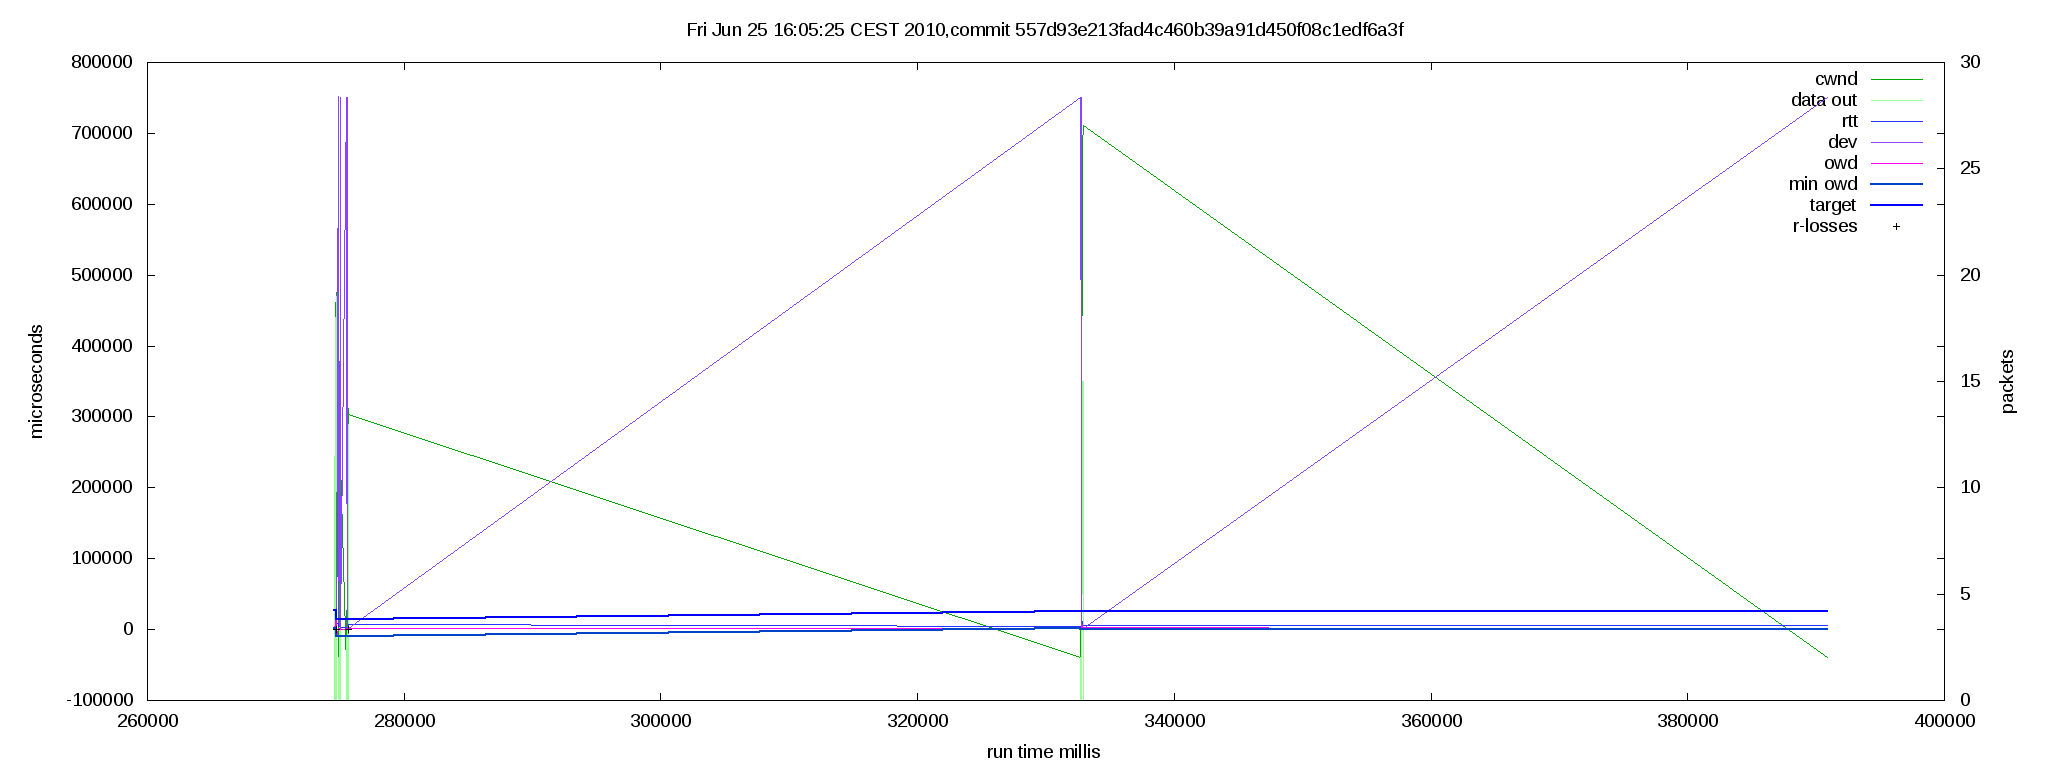 Fri Jun 25 16:05:25 CEST 2010,commit 557d93e213fad4c460b39a91d450f08c1edf6a3f
800000
700000
600000
500000
400000
300000
200000
100000
0
-100000
microseconds
30
25
20
15
10
5
0
packets
cwnd
data out
rtt
dev
owd
min owd
target
r-losses
260000 280000 300000 320000 340000 360000 380000 400000
run time millis